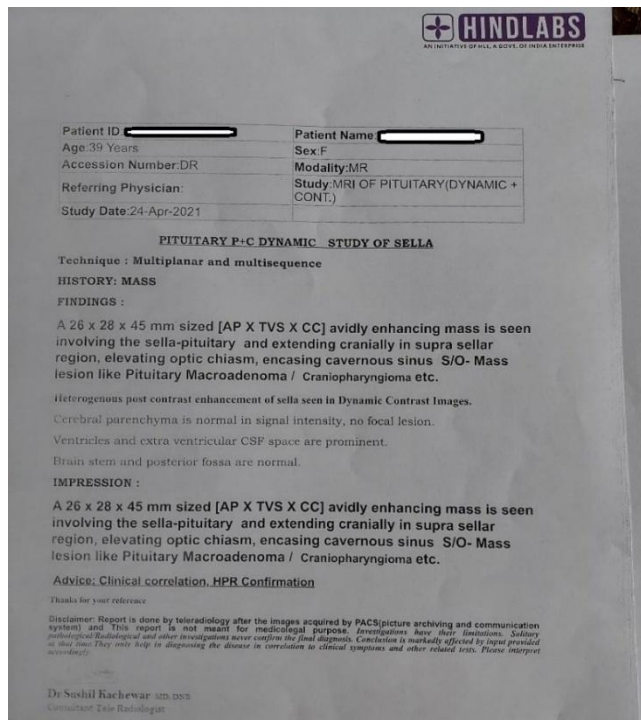 HINDLABS
AN INITIATIVE OF HLL, A GOVT. OF INDIA ENTERPRISE
Patient ID:
Patient Name:
Age:39 Years
Sex:F
Accession Number:DR
Modality:MR
Referring Physician:
Study:MRI OF PITUITARY(DYNAMIC +
CONT.)
Study Date:24-Apr-2021
PITUITARY P+C DYNAMIC STUDY OF SELLA
Technique : Multiplanar and multisequence
HISTORY: MASS
FINDINGS :
A 26 x 28 x 45 mm sized [AP X TVS X CC] avidly enhancing mass is seen
involving the sella-pituitary and extending cranially in supra sellar
region, elevating optic chiasm, encasing cavernous sinus S/O- Mass
lesion like Pituitary Macroadenoma / Craniopharyngioma etc.
Heterogenous post contrast enhancement of sella seen in Dynamic Contrast Images.
Cerebral parenchyma is normal in signal intensity, no focal lesion.
Ventricles and extra ventricular CSF space are prominent.
Brain stem and posterior fossa are normal.
IMPRESSION :
A 26 x 28 x 45 mm sized [AP X TVS X CC] avidly enhancing mass is seen
involving the sella-pituitary and extending cranially in supra sellar
region, elevating optic chiasm, encasing cavernous sinus S/O- Mass
lesion like Pituitary Macroadenoma / Craniopharyngioma etc.
Advice: Clinical correlation, HPR Confirmation
Thanks for your reference
Disclaimer: Report is done by teleradiology after the images acquired by PACS(picture archiving and communication
system) and This report is not meant for medicolegal purpose. Investigations have their limitations. Solitary
pathological/Radiological and other investigations never confirm the final diagnosis. Conclusion is markedly affected by input provided
at that time.They only help in diagnosing the disease in correlation to clinical symptoms and other related tests. Please interpret
accordingly
Dr Sushil Kachewar MD, DNB
Consultant Tele Radiologist